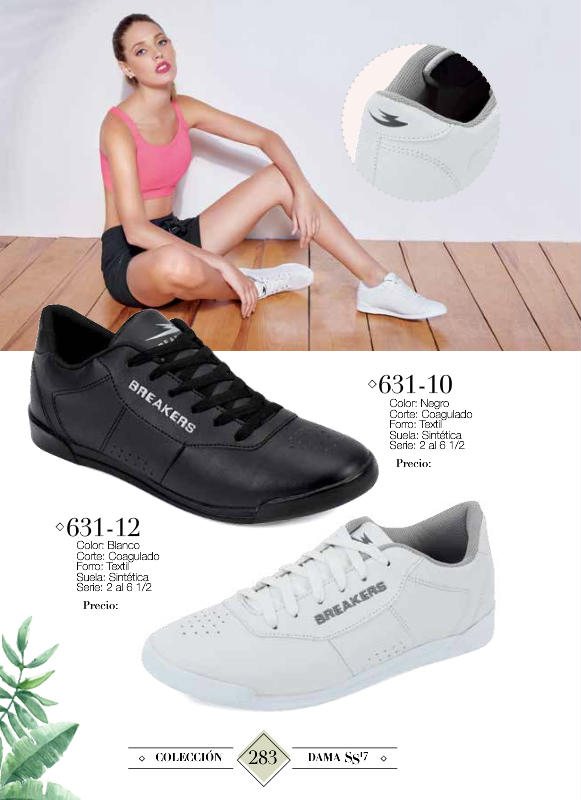 631-10
Color: Negro
Corte: Coagulado
Forro: Textil
Suela: Sintética
Serie: 2 al 6 1/2
Precio:
BREAKERS
631-12
Color: Blanco
Corte: Coagulado
Forro: Textil
Suela: Sintética
Serie: 2 al 6 1/2
Precio:
BREAKERS
COLECCIÓN 283 DAMA SS17